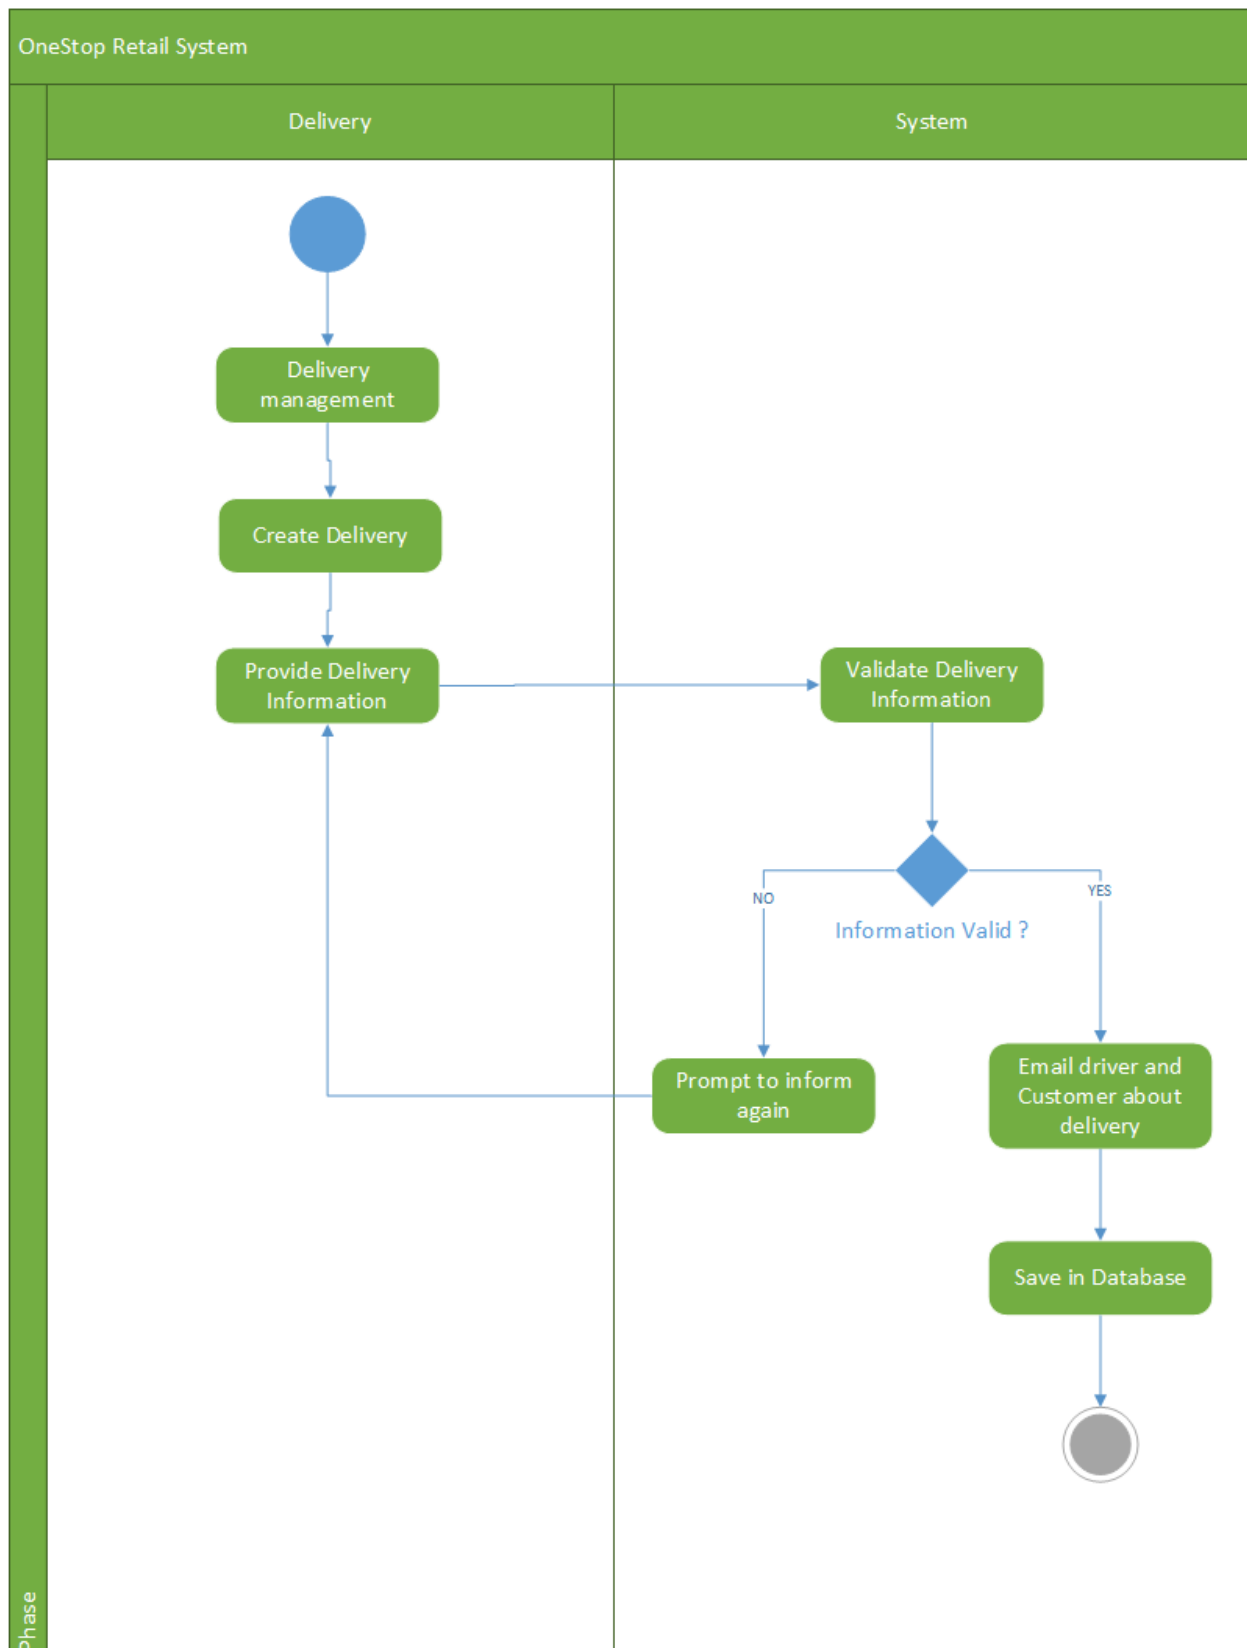 OneStop Retail System
Delivery
System
Delivery
management
Create Delivery
Provide Delivery
Information
Validate Delivery
Information
NO
YES
Information Valid ?
Prompt to inform
again
Email driver and
Customer about
delivery
Save in Database
Phase